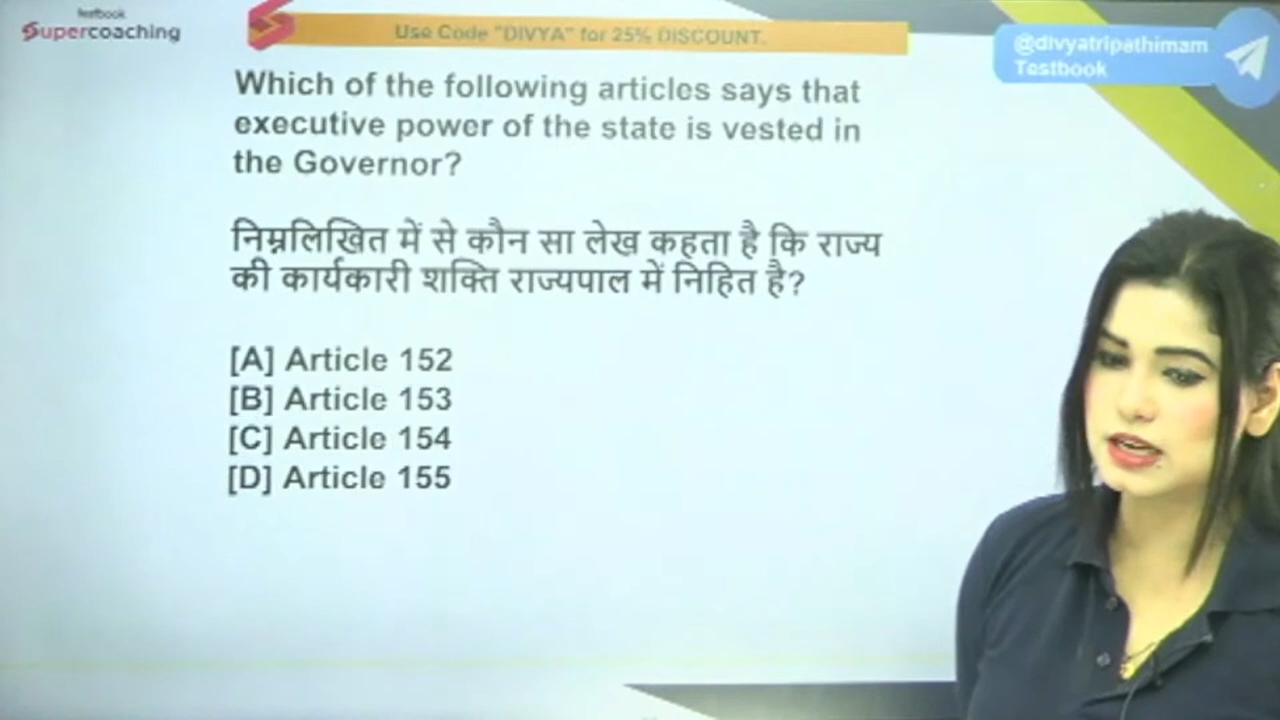 testbook
Supercoaching
Use Code "DIVYA" for 25% DISCOUNT.
@divyatripathimam
Testbook
Which of the following articles says that
executive power of the state is vested in
the Governor?
निम्नलिखित में से कौन सा लेख कहता है कि राज्य
की कार्यकारी शक्ति राज्यपाल में निहित है?
[A] Article 152
[B] Article 153
[C] Article 154
[D] Article 155